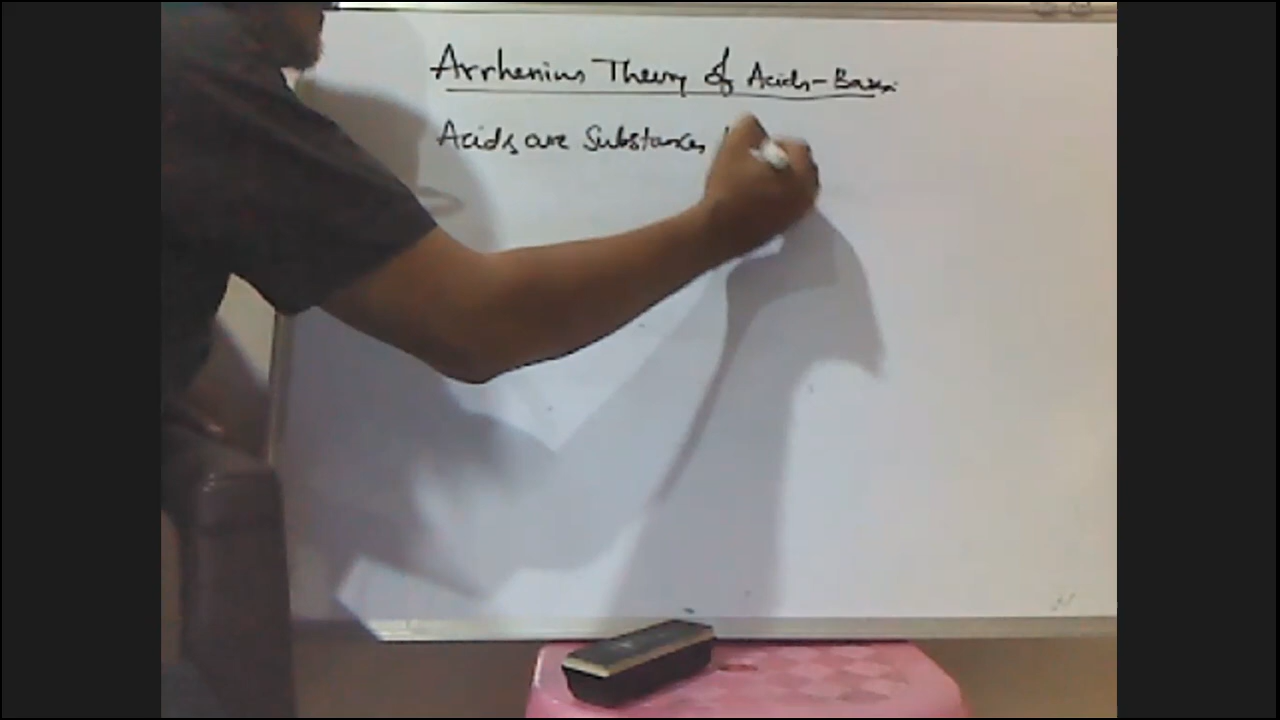 Arrhenius Theory of Acids-Bases.
Acids are Substances